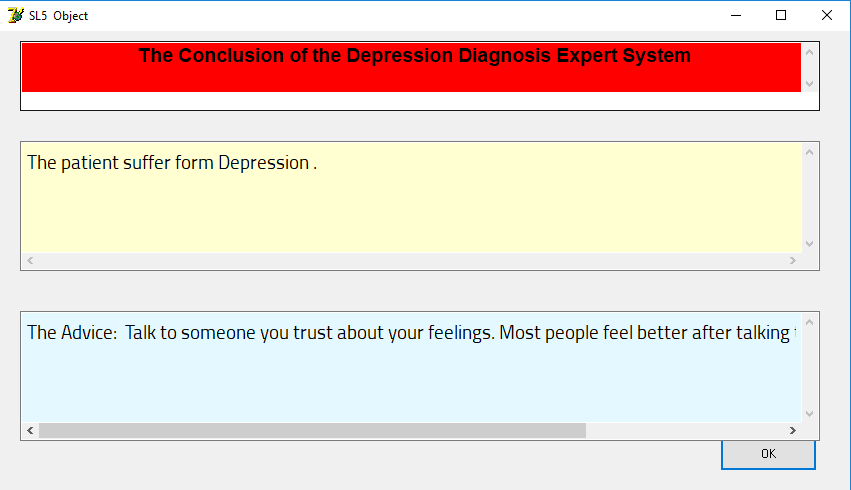 SL5 Object
The Conclusion of the Depression Diagnosis Expert System
The patient suffer form Depression .
The Advice: Talk to someone you trust about your feelings. Most people feel better after talking
OK